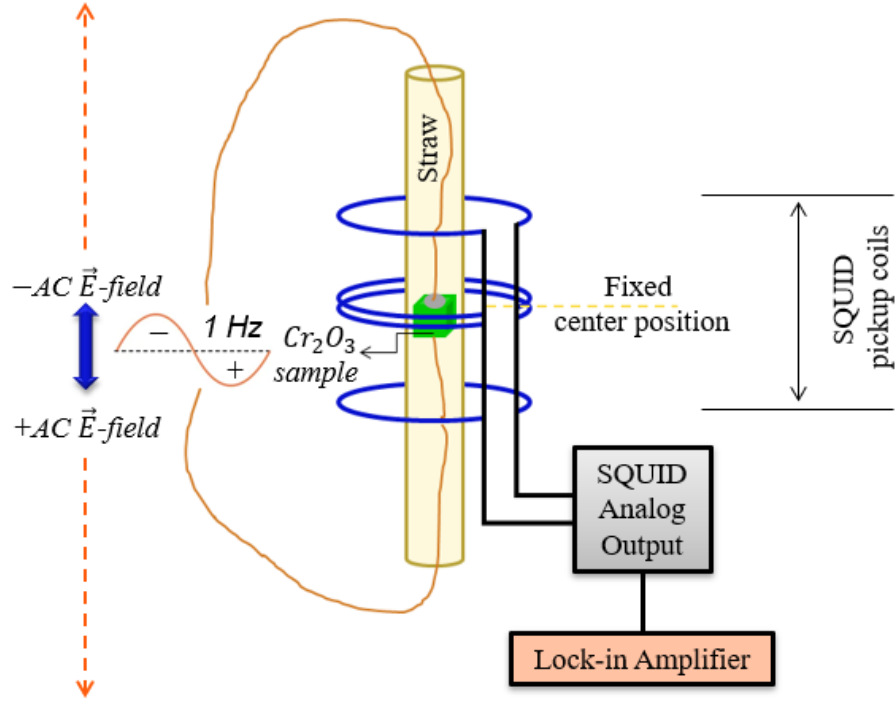 Straw
−AC E⃗-field
−
1 Hz
+
+AC E⃗-field
Cr₂O₃
sample
Fixed
center position
SQUID
pickup coils
SQUID
Analog
Output
Lock-in Amplifier